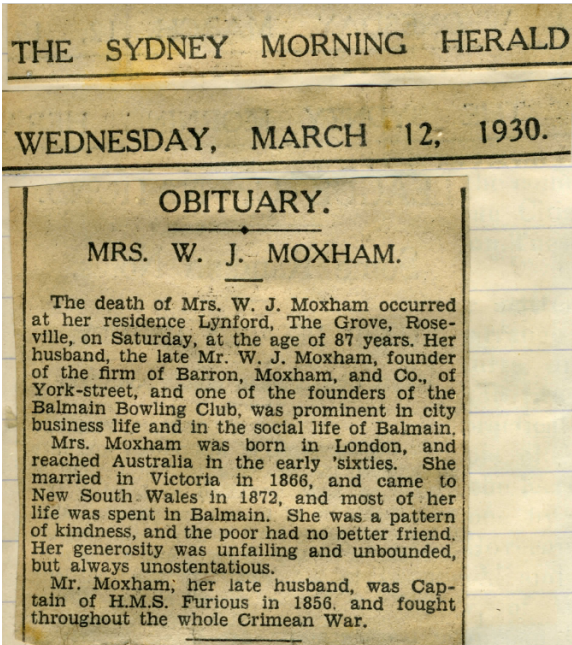 THE SYDNEY MORNING HERALD
WEDNESDAY, MARCH 12, 1930.
OBITUARY.
MRS. W. J. MOXHAM.
The death of Mrs. W. J. Moxham occurred
at her residence Lynford, The Grove, Rose-
ville, on Saturday, at the age of 87 years. Her
husband, the late Mr. W. J. Moxham, founder
of the firm of Barron, Moxham, and Co., of
York-street, and one of the founders of the
Balmain Bowling Club, was prominent in city
business life and in the social life of Balmain.
Mrs. Moxham was born in London, and
reached Australia in the early 'sixties. She
married in Victoria in 1866, and came to
New South Wales in 1872, and most of her
life was spent in Balmain. She was a pattern
of kindness, and the poor had no better friend.
Her generosity was unfailing and unbounded,
but always unostentatious.
Mr. Moxham, her late husband, was Cap-
tain of H.M.S. Furious in 1856, and fought
throughout the whole Crimean War.